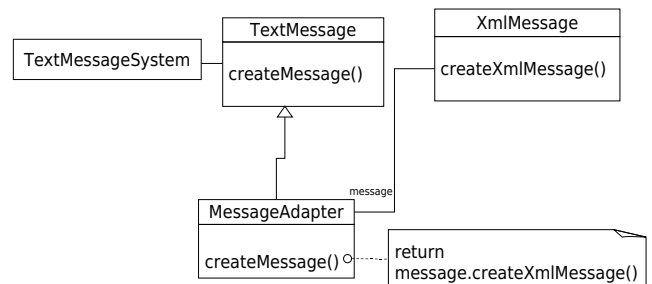 TextMessage
XmlMessage
TextMessageSystem
createMessage()
createXmlMessage()
message
MessageAdapter
createMessage()
return
message.createXmlMessage()